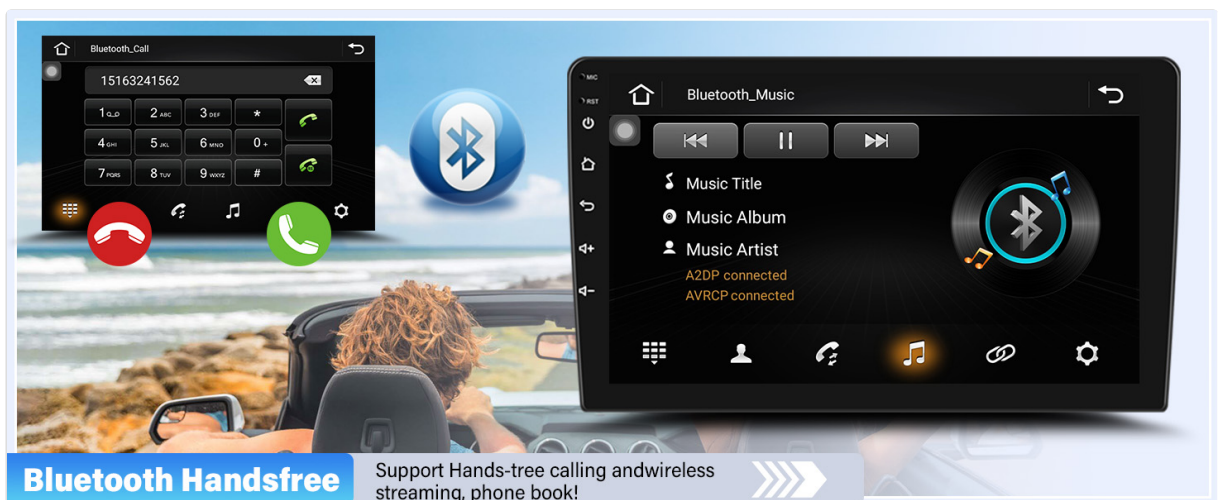 Bluetooth_Call
15163241562
1
2 ABC
3 DEF
*
4 GHI
5 JKL
6 MNO
0 +
7 PQRS
8 TUV
9 WXYZ
#
MIC
RST
Bluetooth_Music
Music Title
Music Album
Music Artist
A2DP connected
AVRCP connected
Bluetooth Handsfree
Support Hands-tree calling andwireless
streaming, phone book!